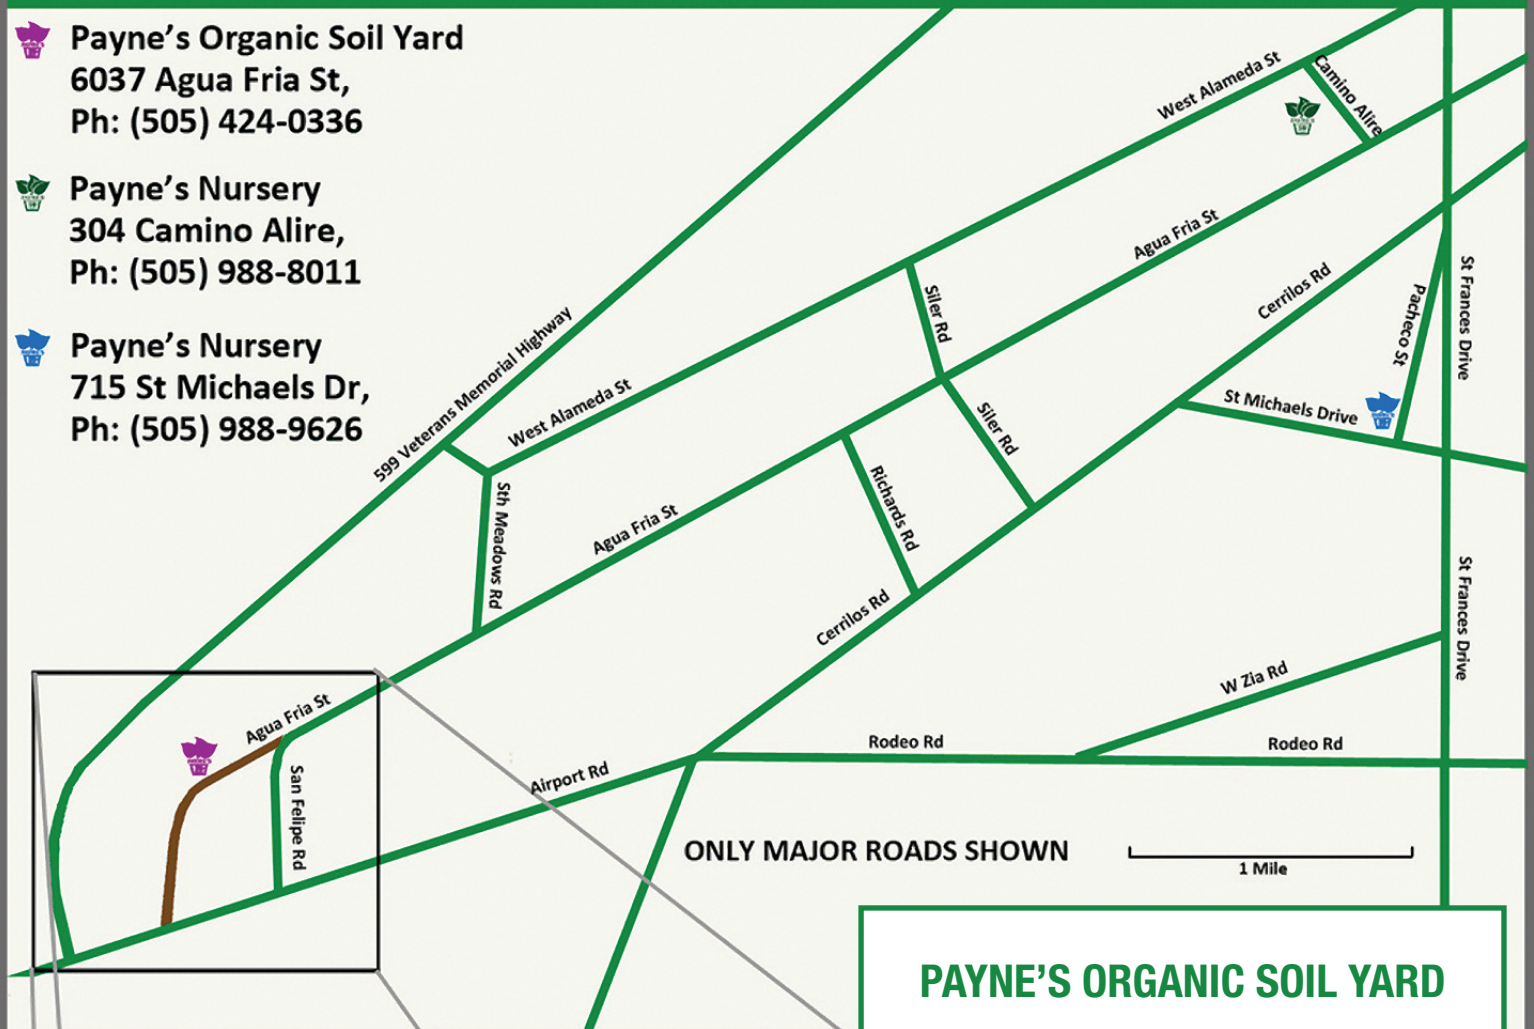 Payne's Organic Soil Yard
6037 Agua Fria St,
Ph: (505) 424-0336
Payne's Nursery
304 Camino Alire,
Ph: (505) 988-8011
Payne's Nursery
715 St Michaels Dr,
Ph: (505) 988-9626
599 Veterans Memorial Highway
West Alameda St
West Alameda St
Camino Alire
Agua Fria St
Siler Rd
Cerrilos Rd
Pacheco St
St Frances Drive
St Michaels Drive
Siler Rd
Sth Meadows Rd
Agua Fria St
Richards Rd
Cerrilos Rd
St Frances Drive
W Zia Rd
Agua Fria St
San Felipe Rd
Airport Rd
Rodeo Rd
Rodeo Rd
ONLY MAJOR ROADS SHOWN
1 Mile
PAYNE'S ORGANIC SOIL YARD